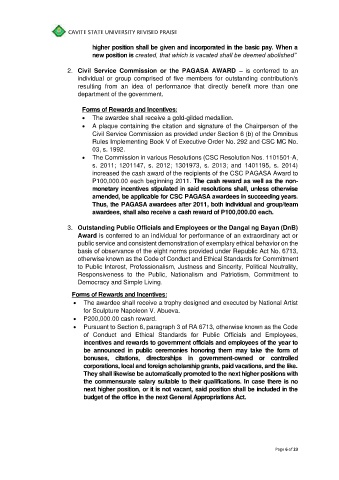 CAVITE STATE UNIVERSITY REVISED PRAISE
higher position shall be given and incorporated in the basic pay. When a
new position is created, that which is vacated shall be deemed abolished"
2. Civil Service Commission or the PAGASA AWARD – is conferred to an
individual or group comprised of five members for outstanding contribution/s
resulting from an idea of performance that directly benefit more than one
department of the government.
Forms of Rewards and Incentives:
• The awardee shall receive a gold-gilded medallion.
• A plaque containing the citation and signature of the Chairperson of the
Civil Service Commission as provided under Section 6 (b) of the Omnibus
Rules Implementing Book V of Executive Order No. 292 and CSC MC No.
03, s. 1992.
• The Commission in various Resolutions (CSC Resolution Nos. 1101501-A,
s. 2011; 1201147, s. 2012; 1301973, s. 2013; and 1401195, s. 2014)
increased the cash award of the recipients of the CSC PAGASA Award to
P100,000.00 each beginning 2011. The cash reward as well as the non-
monetary incentives stipulated in said resolutions shall, unless otherwise
amended, be applicable for CSC PAGASA awardees in succeeding years.
Thus, the PAGASA awardees after 2011, both individual and group/team
awardees, shall also receive a cash reward of P100,000.00 each.
3. Outstanding Public Officials and Employees or the Dangal ng Bayan (DnB)
Award is conferred to an individual for performance of an extraordinary act or
public service and consistent demonstration of exemplary ethical behavior on the
basis of observance of the eight norms provided under Republic Act No. 6713,
otherwise known as the Code of Conduct and Ethical Standards for Commitment
to Public Interest, Professionalism, Justness and Sincerity, Political Neutrality,
Responsiveness to the Public, Nationalism and Patriotism, Commitment to
Democracy and Simple Living.
Forms of Rewards and Incentives:
• The awardee shall receive a trophy designed and executed by National Artist
for Sculpture Napoleon V. Abueva.
• P200,000.00 cash reward.
• Pursuant to Section 6, paragraph 3 of RA 6713, otherwise known as the Code
of Conduct and Ethical Standards for Public Officials and Employees,
incentives and rewards to government officials and employees of the year to
be announced in public ceremonies honoring them may take the form of
bonuses, citations, directorships in government-owned or controlled
corporations, local and foreign scholarship grants, paid vacations, and the like.
They shall likewise be automatically promoted to the next higher positions with
the commensurate salary suitable to their qualifications. In case there is no
next higher position, or it is not vacant, said position shall be included in the
budget of the office in the next General Appropriations Act.
Page 6 of 23